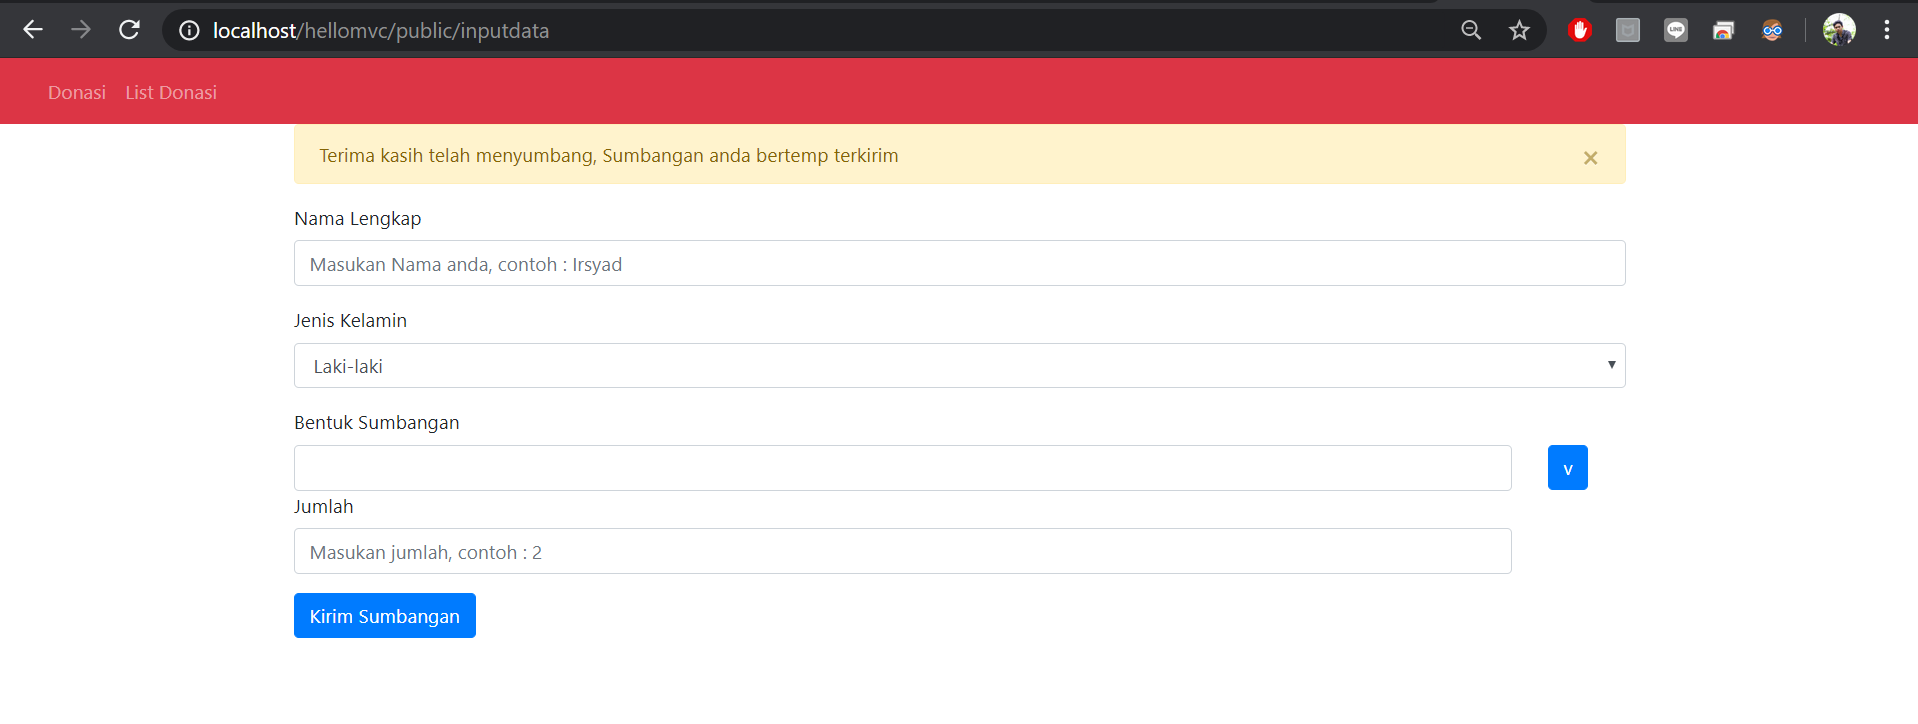 localhost/hellomvc/public/inputdata
Donasi List Donasi
Terima kasih telah menyumbang, Sumbangan anda bertemp terkirim ×
Nama Lengkap
Masukan Nama anda, contoh : Irsyad
Jenis Kelamin
Laki-laki
Bentuk Sumbangan
v
Jumlah
Masukan jumlah, contoh : 2
Kirim Sumbangan